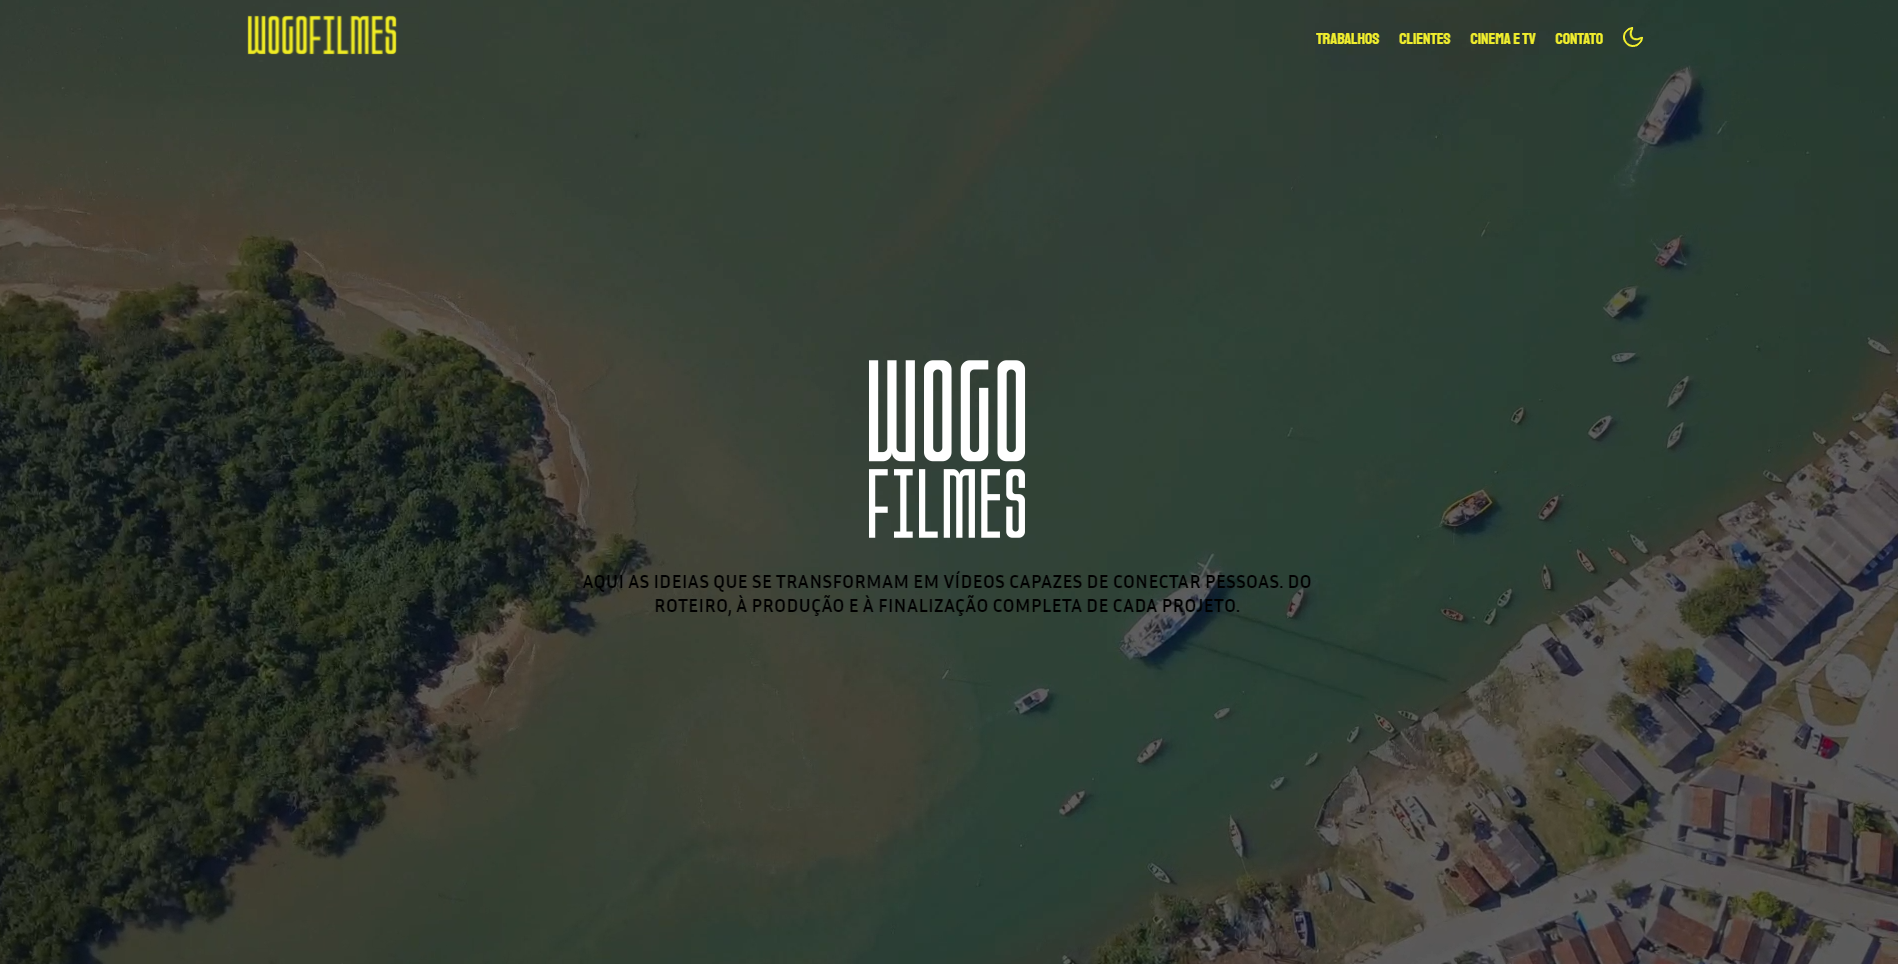 WOGOFILMES
TRABALHOS CLIENTES CINEMA E TV CONTATO
WOGO
FILMES
AQUI AS IDEIAS QUE SE TRANSFORMAM EM VÍDEOS CAPAZES DE CONECTAR PESSOAS. DO
ROTEIRO, À PRODUÇÃO E À FINALIZAÇÃO COMPLETA DE CADA PROJETO.